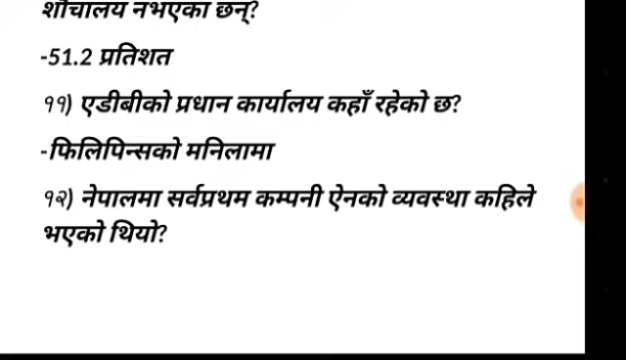 शौचालय नभएका छन्?
-51.2 प्रतिशत
११) एडीबीको प्रधान कार्यालय कहाँ रहेको छ?
-फिलिपिन्सको मनिलामा
१२) नेपालमा सर्वप्रथम कम्पनी ऐनको व्यवस्था कहिले
भएको थियो?